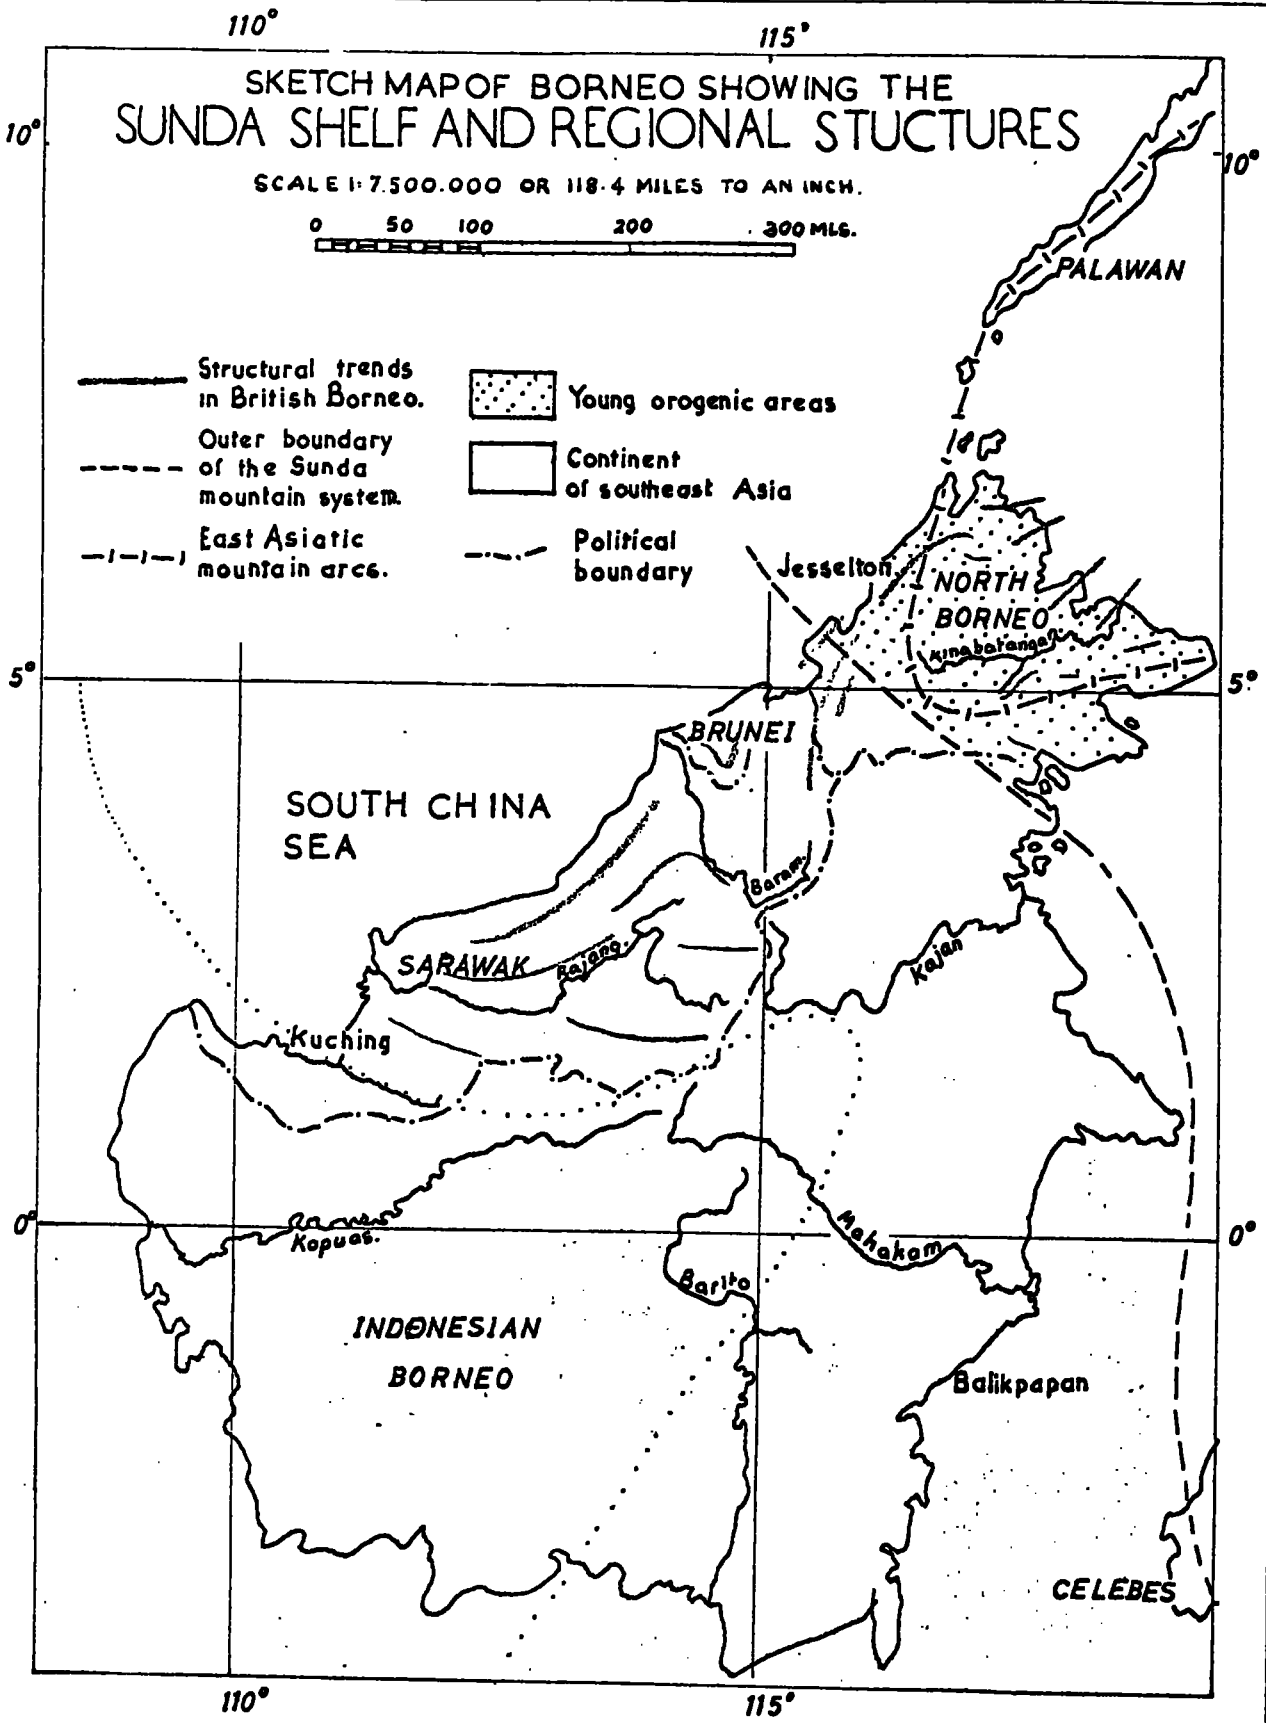 110° 115°
SKETCH MAP OF BORNEO SHOWING THE
SUNDA SHELF AND REGIONAL STUCTURES
10° 10°
SCALE 1:7.500.000 OR 118.4 MILES TO AN INCH.
0 50 100 200 300 MLS.
PALAWAN
Structural trends
in British Borneo.
Young orogenic areas
Outer boundary
of the Sunda
mountain system.
Continent
of southeast Asia
East Asiatic
mountain arcs.
Political
boundary
Jesselton
NORTH
BORNEO
Kinabatangan
5° 5°
BRUNEI
SOUTH CHINA
SEA
Baram.
SARAWAK
Rajang.
Kajan
Kuching
0° 0°
Kopuas.
Mahakam
Barito
INDONESIAN
BORNEO
Balikpapan
CELEBES
110° 115°